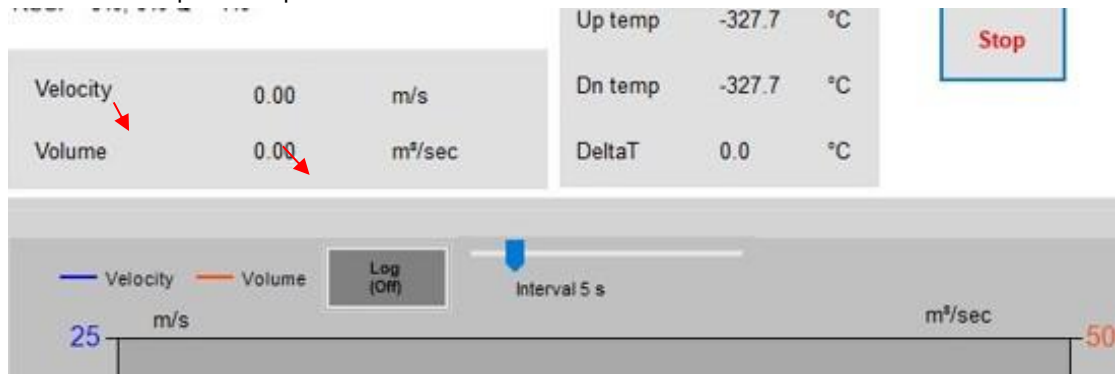 Up temp -327.7 °C
Stop
Velocity 0.00 m/s
Dn temp -327.7 °C
Volume 0.00 m³/sec
DeltaT 0.0 °C
Velocity Volume Log
(Off)
Interval 5 s
m/s m³/sec
25 50